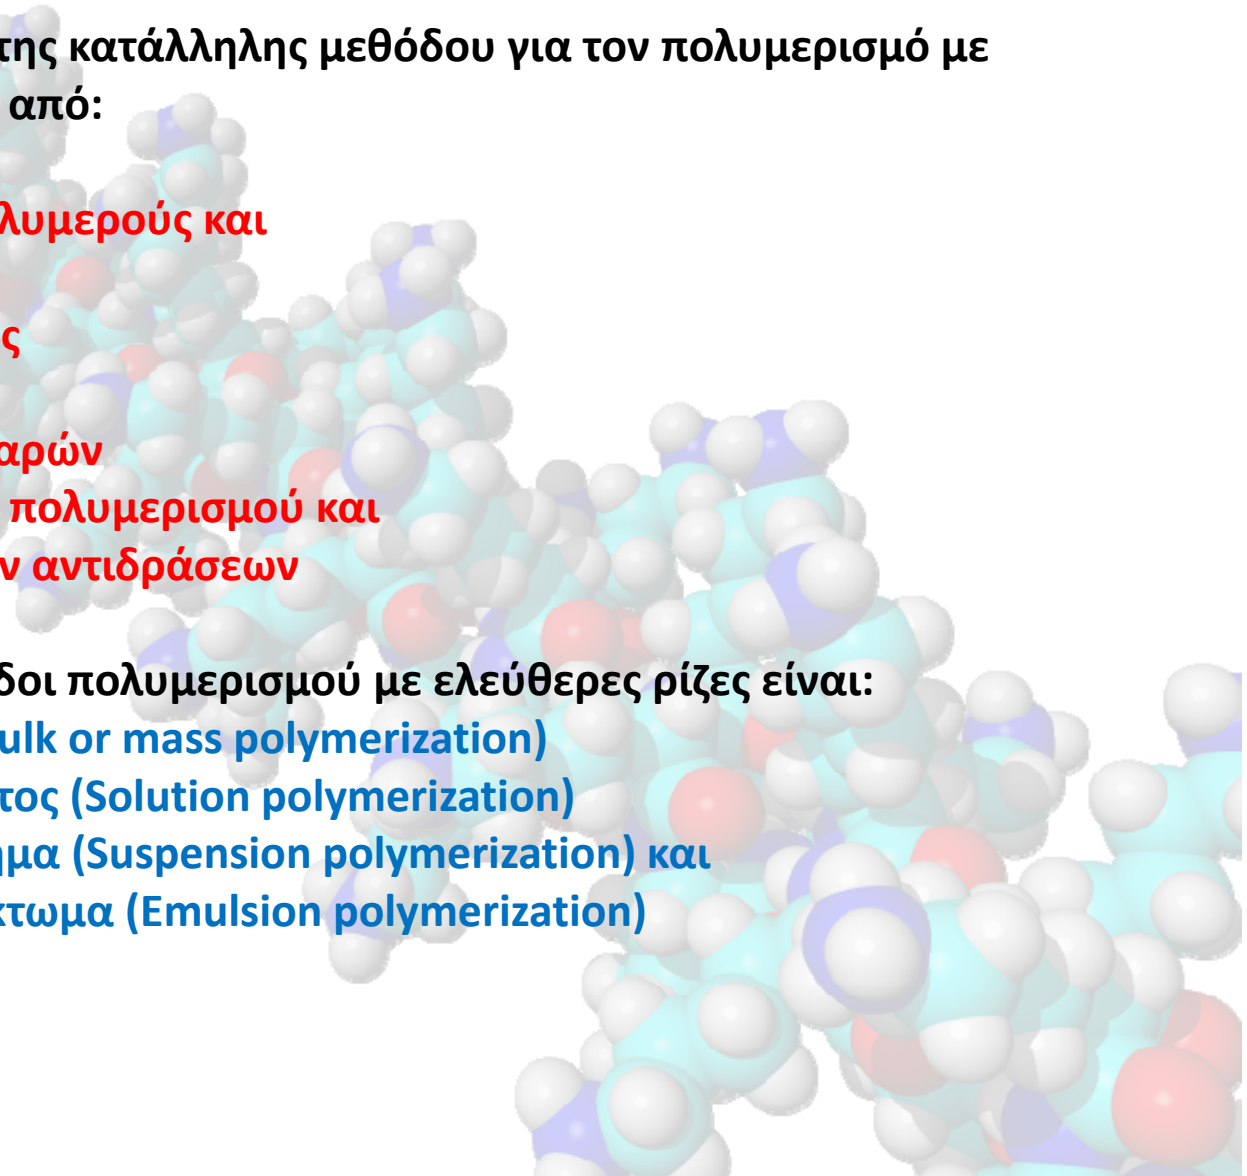 της κατάλληλης μεθόδου για τον πολυμερισμό με
από:
λυμερούς και
ς
αρών
πολυμερισμού και
ν αντιδράσεων
δοι πολυμερισμού με ελεύθερες ρίζες είναι:
ulk or mass polymerization)
τος (Solution polymerization)
ημα (Suspension polymerization) και
κτωμα (Emulsion polymerization)